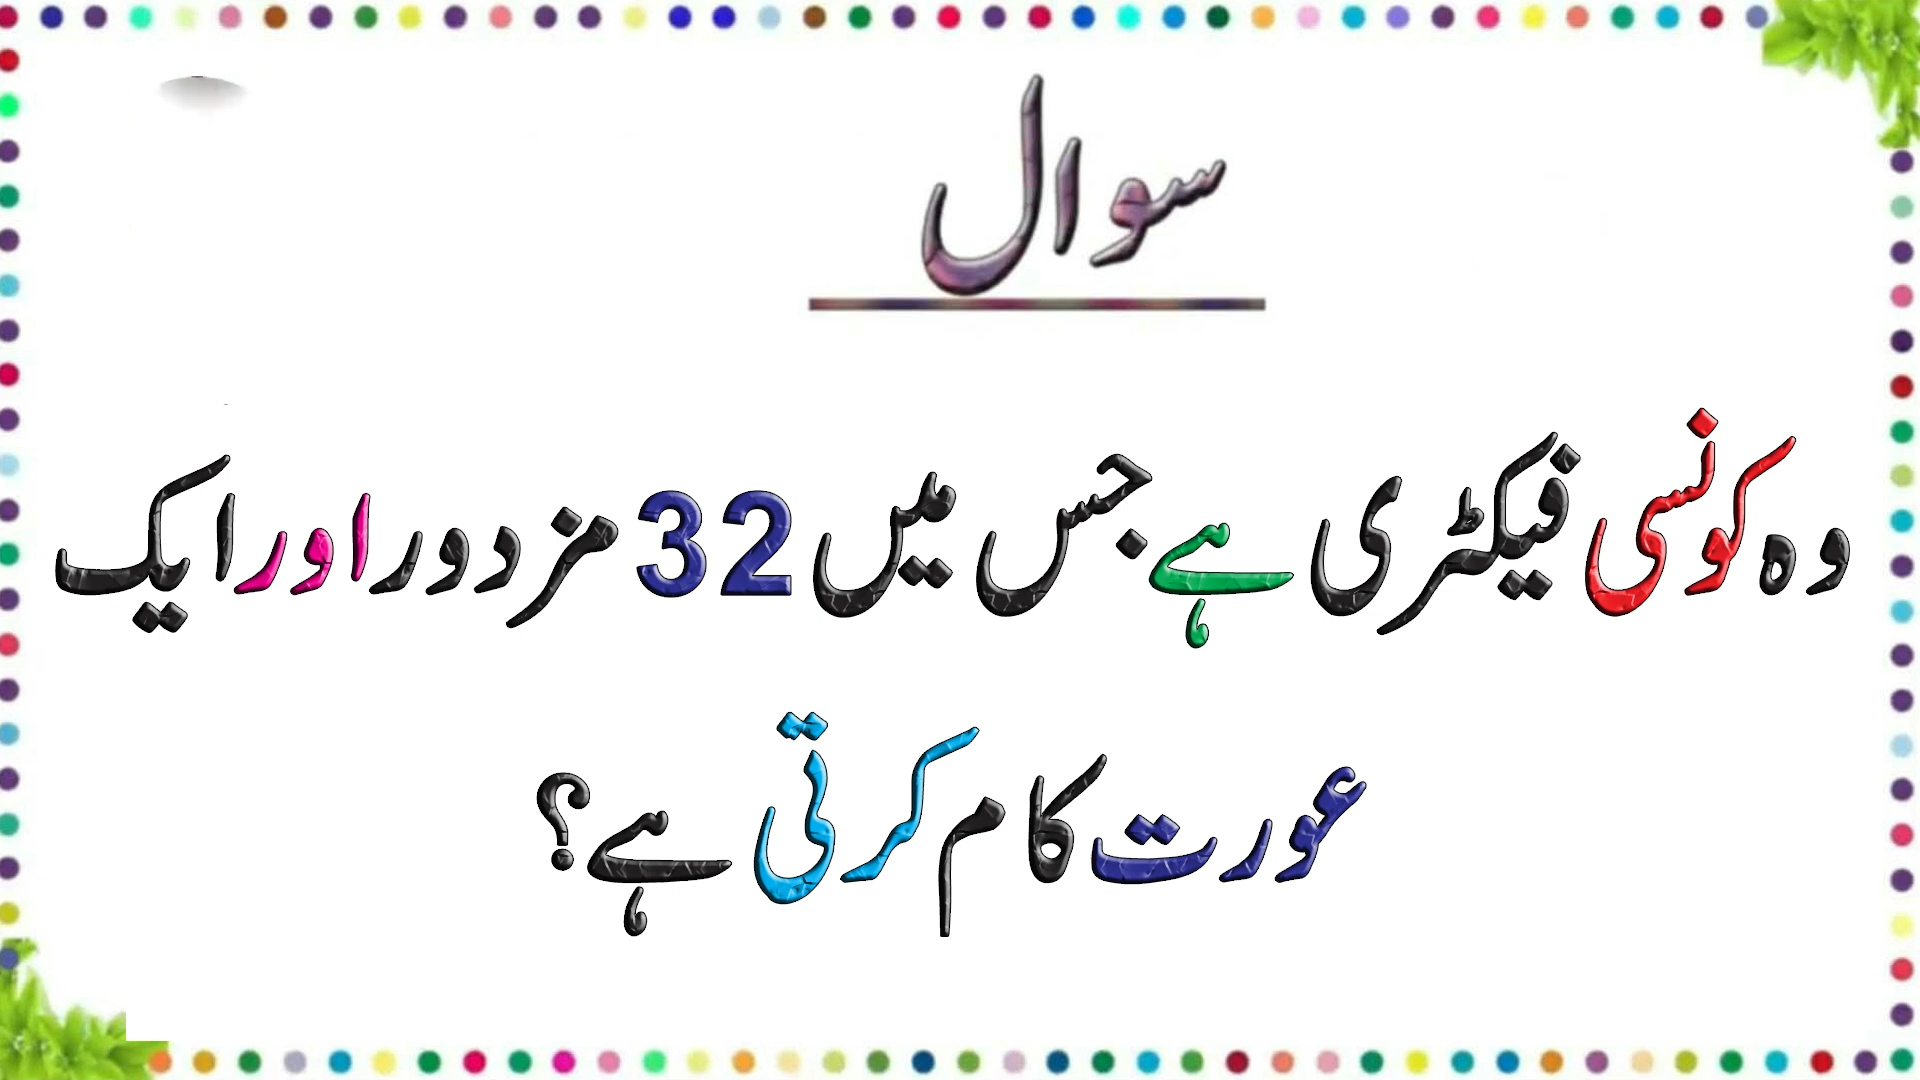 سوال
وہ کونسی فیکٹری ہے جس میں 32 مزدور اور ایک
عورت کام کرتی ہے؟